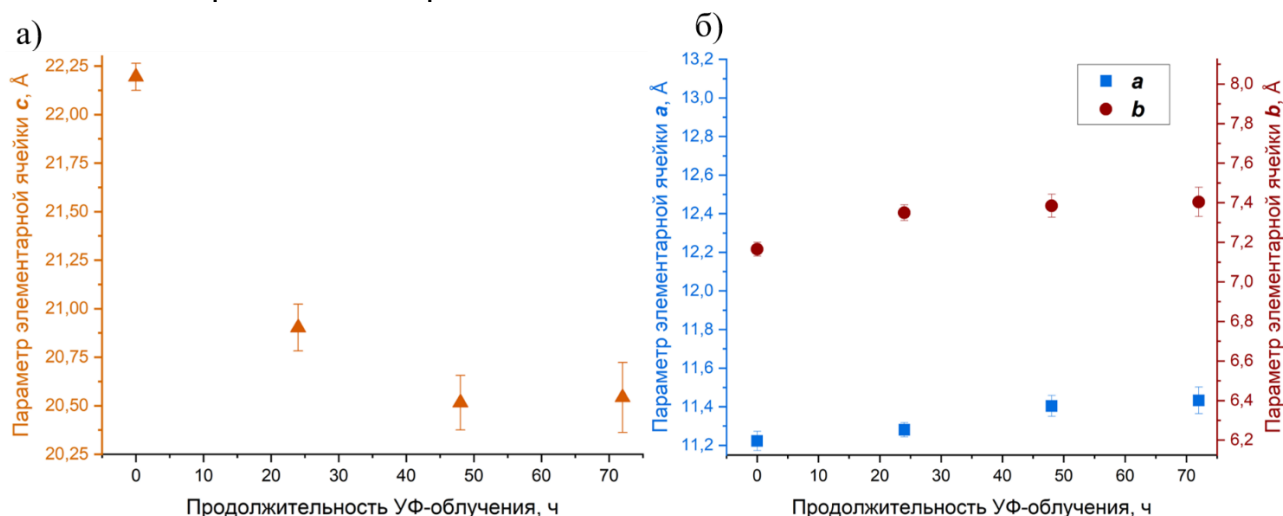 а)
Параметр элементарной ячейки c, Å
22,25
22,00
21,75
21,50
21,25
21,00
20,75
20,50
20,25
0 10 20 30 40 50 60 70
Продолжительность УФ-облучения, ч
б)
Параметр элементарной ячейки a, Å
13,2
13,0
12,8
12,6
12,4
12,2
12,0
11,8
11,6
11,4
11,2
a
b
8,0
7,8
7,6
7,4
7,2
7,0
6,8
6,6
6,4
6,2
Параметр элементарной ячейки b, Å
0 10 20 30 40 50 60 70
Продолжительность УФ-облучения, ч